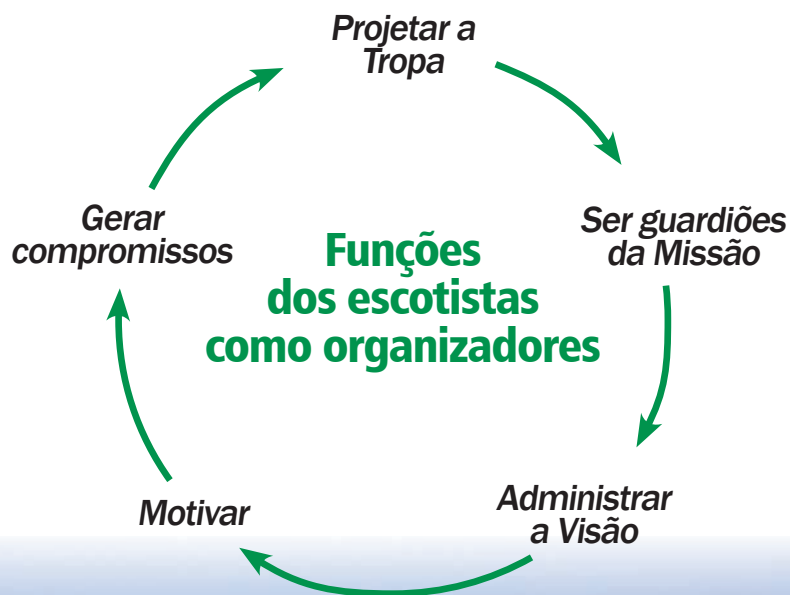 Projetar a
Tropa
Ser guardiões
da Missão
Administrar
a Visão
Motivar
Gerar
compromissos
Funções
dos escotistas
como organizadores